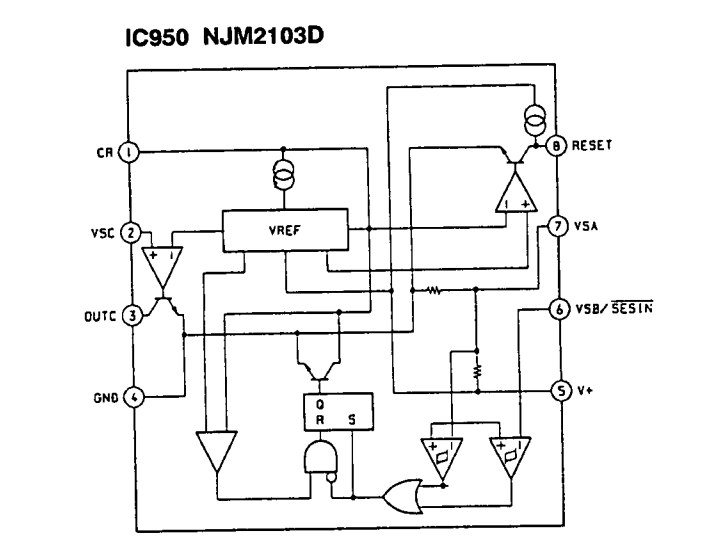 IC950 NJM2103D
CR 1
8 RESET
VREF
VSC 2
7 VSA
+ -
- +
OUTC 3
6 VSB/SESIN
GND 4
5 V+
Q
R S
+ - + -